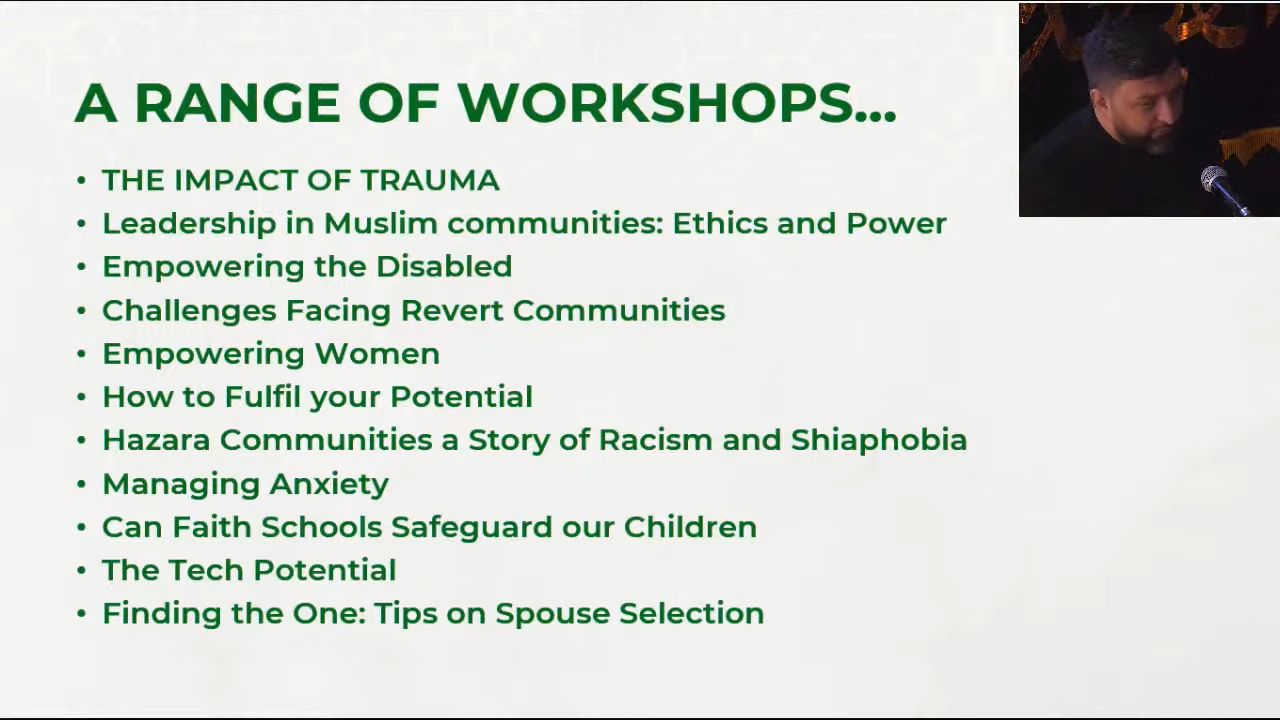 A RANGE OF WORKSHOPS...
• THE IMPACT OF TRAUMA
• Leadership in Muslim communities: Ethics and Power
• Empowering the Disabled
• Challenges Facing Revert Communities
• Empowering Women
• How to Fulfil your Potential
• Hazara Communities a Story of Racism and Shiaphobia
• Managing Anxiety
• Can Faith Schools Safeguard our Children
• The Tech Potential
• Finding the One: Tips on Spouse Selection